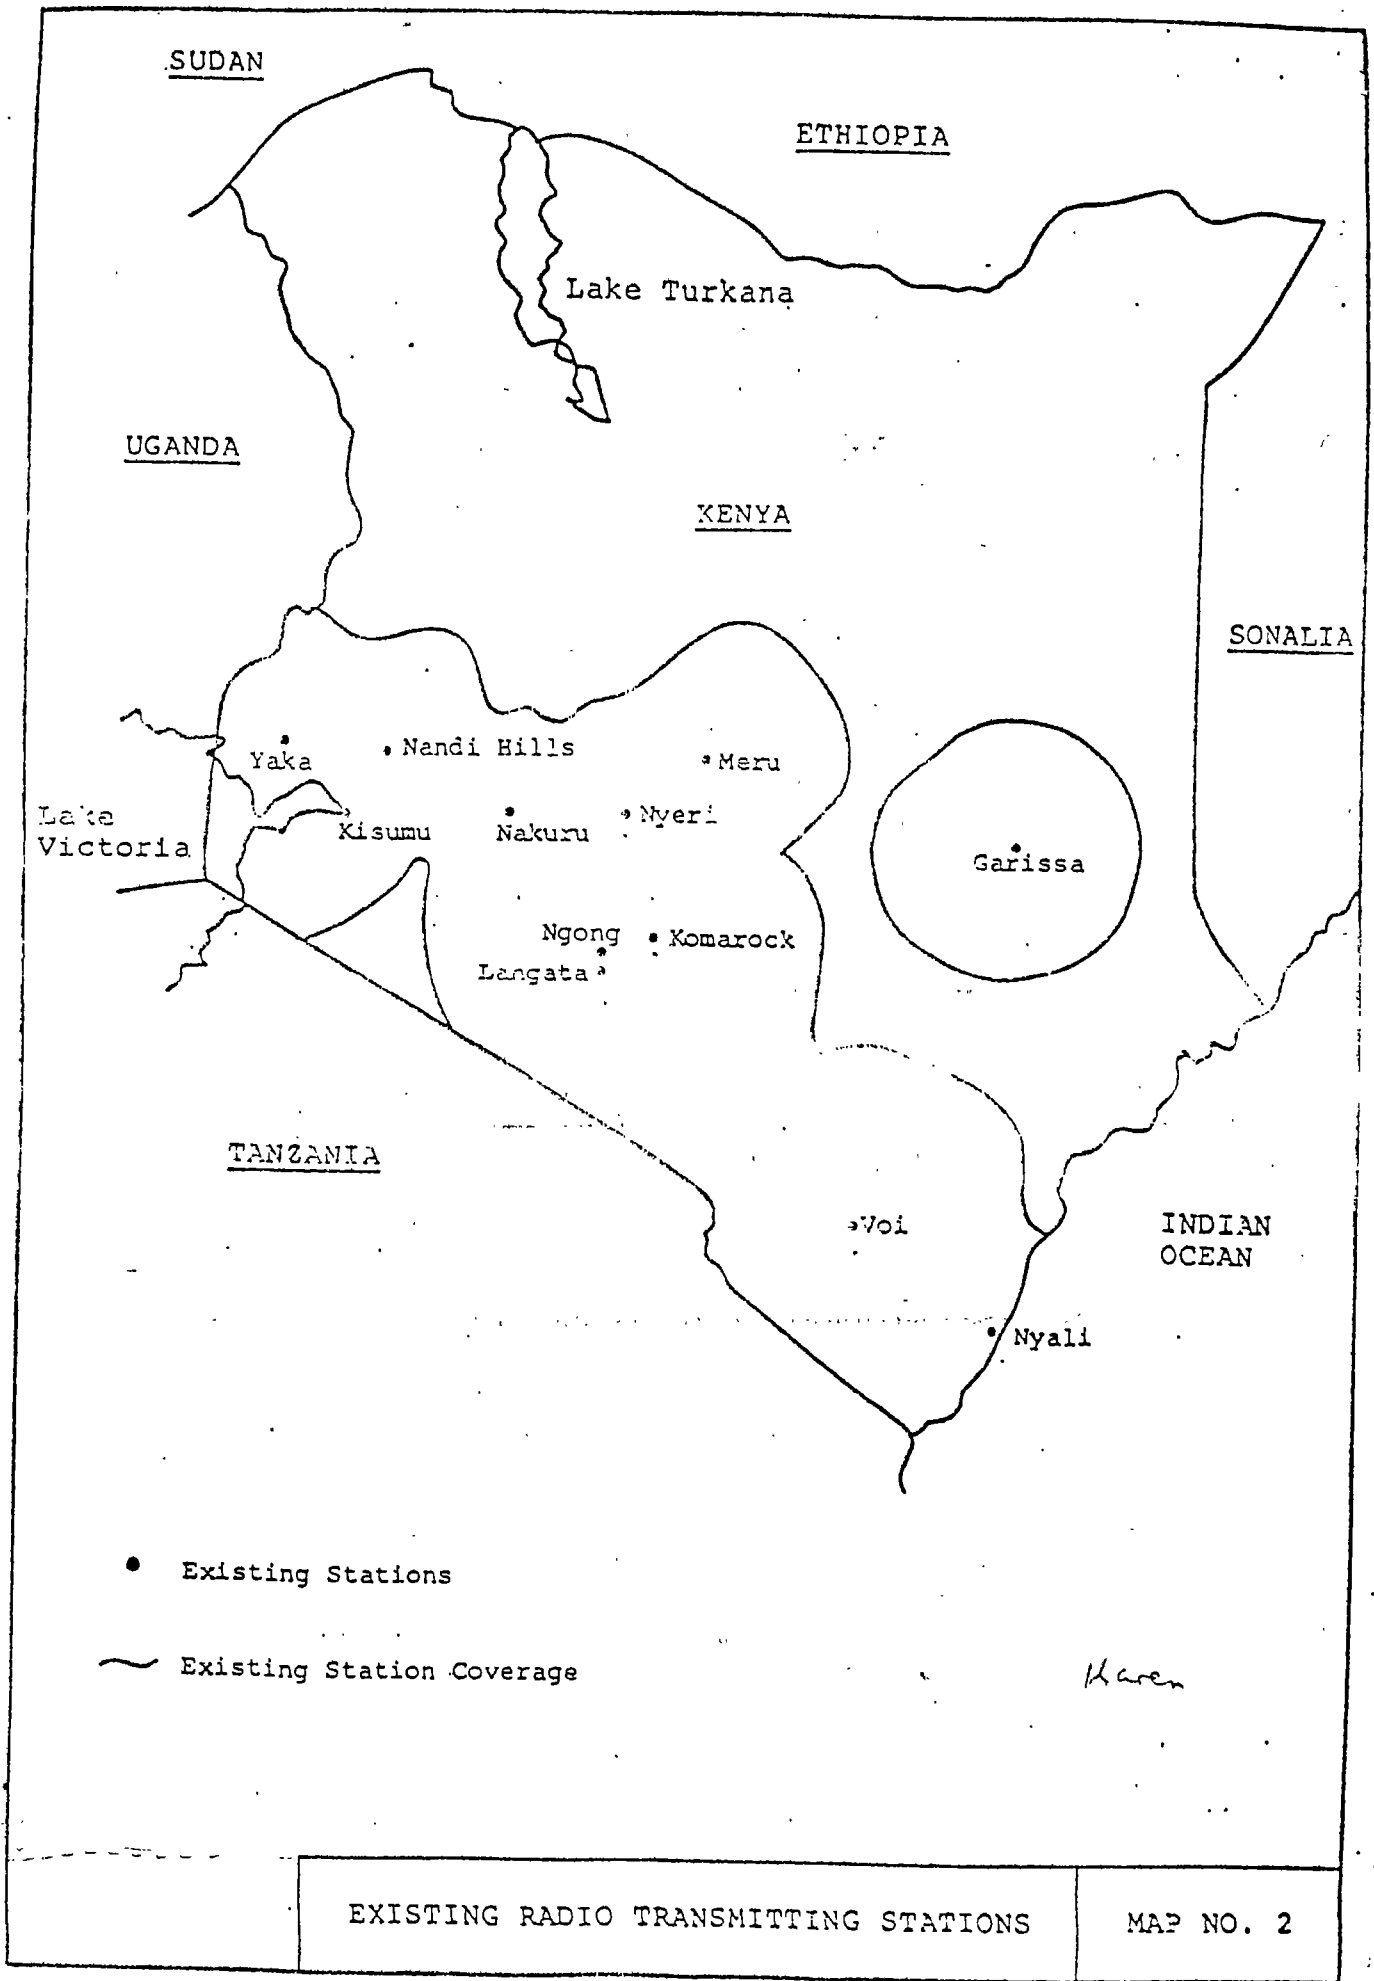 SUDAN
ETHIOPIA
Lake Turkana
UGANDA
KENYA
SONALIA
Yaka
Nandi Hills
Meru
Lake
Victoria
Kisumu
Nakuru
Nyeri
Garissa
Ngong
Komarock
Langata
TANZANIA
Voi
INDIAN
OCEAN
Nyali
Existing Stations
Existing Station Coverage
Karen
EXISTING RADIO TRANSMITTING STATIONS
MAP NO. 2